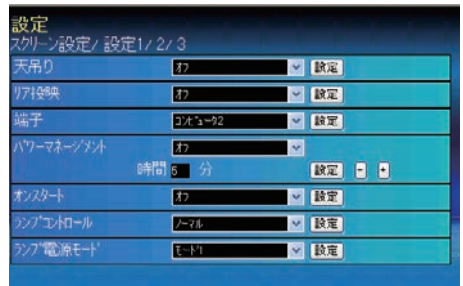 設定
スクリーン設定/ 設定1/ 2/ 3
天吊り オフ 設定
リア投映 オフ 設定
端子 コンピュータ2 設定
パワーマネージメント オフ
時間 5 分 設定 - +
オンスタート オフ 設定
ランプコントロール ノーマル 設定
ランプ電源モード モード1 設定